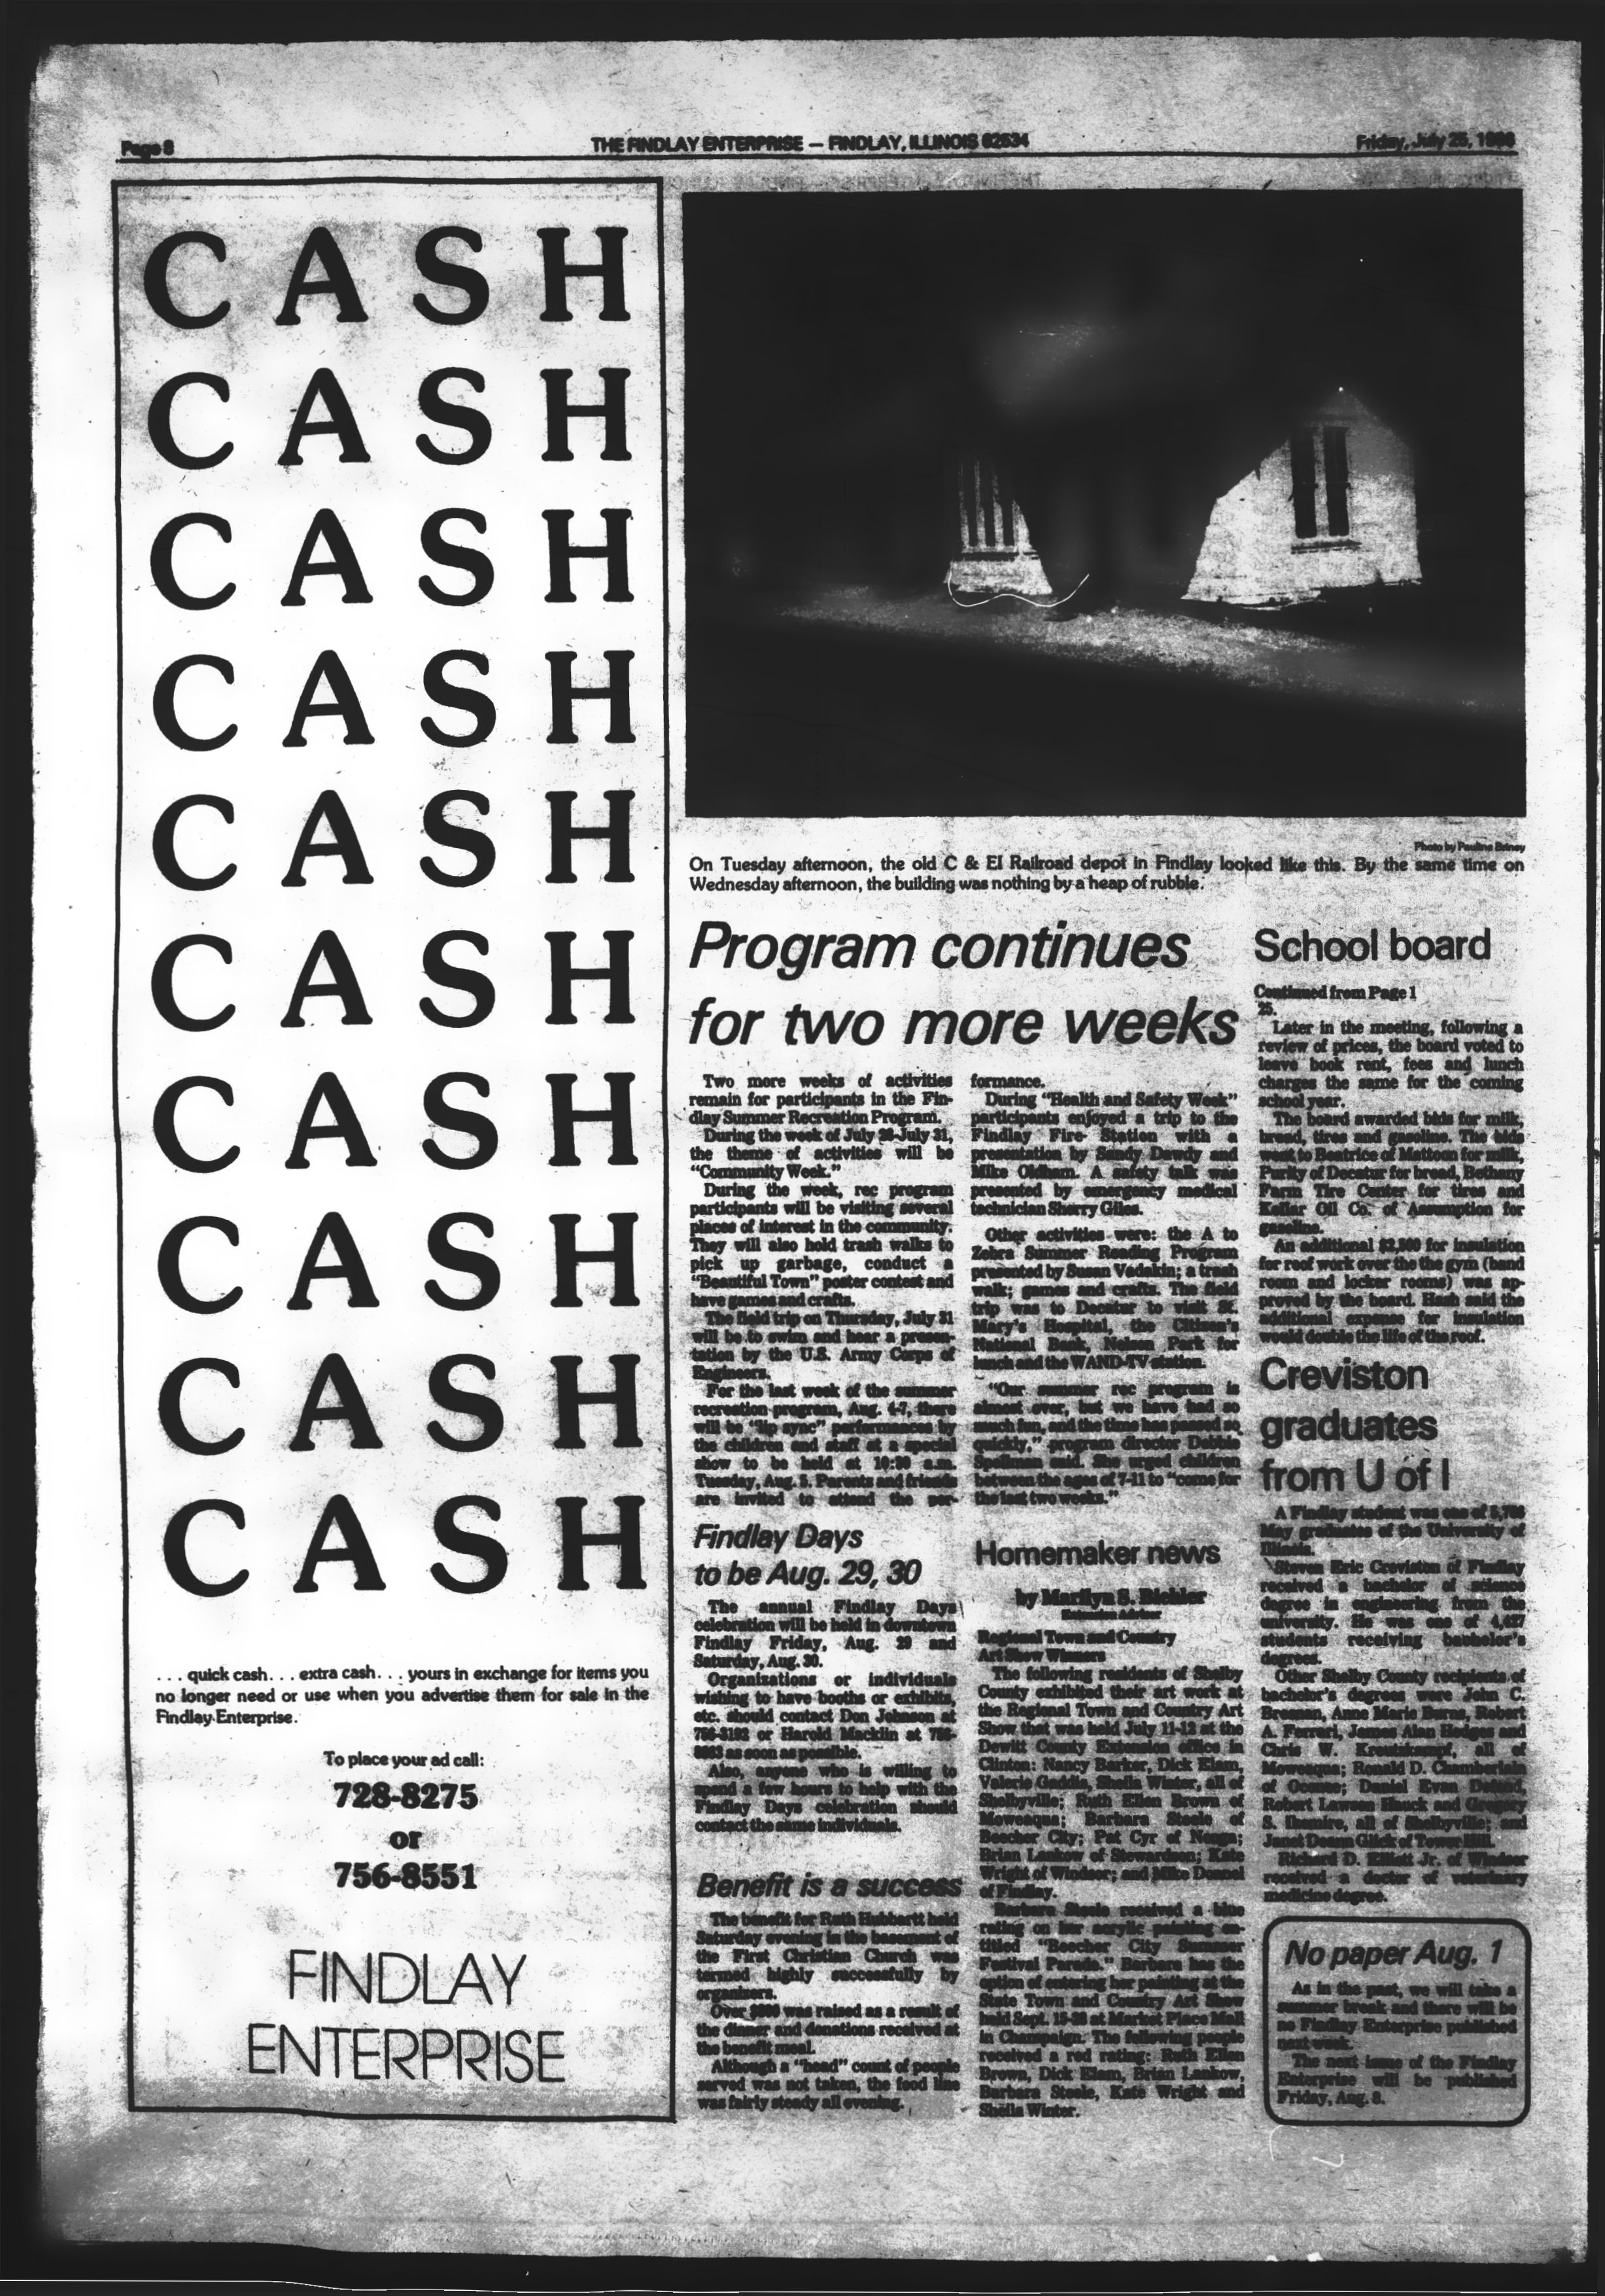 Page 8
THE FINDLAY ENTERPRISE — FINDLAY, ILLINOIS 62534
Friday, July 25, 1986
CASH
CASH
CASH
CASH
CASH
CASH
CASH
CASH
CASH
CASH
. . . quick cash. . . extra cash. . . yours in exchange for items you
no longer need or use when you advertise them for sale in the
Findlay Enterprise.
To place your ad call:
728-8275
or
756-8551
FINDLAY
ENTERPRISE
Photo by Pauline Briney
On Tuesday afternoon, the old C & EI Railroad depot in Findlay looked like this. By the same time on
Wednesday afternoon, the building was nothing by a heap of rubble.
Program continues
for two more weeks
Two more weeks of activities
remain for participants in the Fin-
dlay Summer Recreation Program.
During the week of July 28-July 31,
the theme of activities will be
"Community Week."
During the week, rec program
participants will be visiting several
places of interest in the community.
They will also hold trash walks to
pick up garbage, conduct a
"Beautiful Town" poster contest and
have games and crafts.
The field trip on Thursday, July 31
will be to swim and hear a presen-
tation by the U.S. Army Corps of
Engineers.
For the last week of the summer
recreation program, Aug. 4-7, there
will be "lip sync" performances by
the children and staff at a special
show to be held at 10:30 a.m.
Tuesday, Aug. 5. Parents and friends
are invited to attend the per-
formance.
During "Health and Safety Week"
participants enjoyed a trip to the
Findlay Fire Station with a
presentation by Sandy Dawdy and
Mike Oldham. A safety talk was
presented by emergency medical
technician Sherry Giles.
Other activities were: the A to
Zebra Summer Reading Program
presented by Susan Vadakin; a trash
walk; games and crafts. The field
trip was to Decatur to visit St.
Mary's Hospital, the Citizen's
National Bank, Nelson Park for
lunch and the WAND-TV station.
"Our summer rec program is
almost over, but we have had so
much fun, and the time has passed so
quickly," program director Debbie
Spellman said. She urged children
between the ages of 7-11 to "come for
the last two weeks."
Findlay Days
to be Aug. 29, 30
The annual Findlay Days
celebration will be held in downtown
Findlay Friday, Aug. 29 and
Saturday, Aug. 30.
Organizations or individuals
wishing to have booths or exhibits,
etc. should contact Don Johnson at
756-3192 or Harold Macklin at 756-
as soon as possible.
Also, anyone who is willing to
spend a few hours to help with the
Findlay Days celebration should
contact the same individuals.
Benefit is a success
The benefit for Ruth Hubbartt held
Saturday evening in the basement of
the First Christian Church was
termed highly successfully by
organizers.
Over was raised as a result of
the dinner and donations received at
the benefit meal.
Although a "head" count of people
served was not taken, the food line
was fairly steady all evening.
Homemaker news
by Marilyn S. Bichler
Extension Adviser
Regional Town and Country
Art Show Winners
The following residents of Shelby
County exhibited their art work at
the Regional Town and Country Art
Show that was held July 11-12 at the
Dewitt County Extension office in
Clinton: Nancy Barker, Dick Elam,
Valerie Gaddis, Sheila Winter, all of
Shelbyville; Ruth Ellen Brown of
Moweaqua; Barbara Steele of
Beecher City; Pat Cyr of Neoga;
Brian Lankow of Stewardson; Kate
Wright of Windsor; and Mike Donnel
of Findlay.
Barbara Steele received a blue
rating on her acrylic painting en-
titled "Beecher City Summer
Festival Parade." Barbara has the
option of entering her painting at the
State Town and Country Art Show
held Sept. 15-28 at Market Place Mall
in Champaign. The following people
received a red rating: Ruth Ellen
Brown, Dick Elam, Brian Lankow,
Barbara Steele, Kate Wright and
Sheila Winter.
School board
Continued from Page 1
25.
Later in the meeting, following a
review of prices, the board voted to
leave book rent, fees and lunch
charges the same for the coming
school year.
The board awarded bids for milk,
bread, tires and gasoline. The bids
went to Beatrice of Mattoon for milk,
Purity of Decatur for bread, Bethany
Farm Tire Center for tires and
Kellar Oil Co. of Assumption for
gasoline.
An additional $2,500 for insulation
for roof work over the the gym (band
room and locker rooms) was ap-
proved by the board. Hash said the
additional expense for insulation
would double the life of the roof.
Creviston
graduates
from U of I
A Findlay student was one of
May graduates of the University of
Illinois.
Steven Eric Creviston of Findlay
received a bachelor of science
degree in engineering from the
university. He was one of 4,427
students receiving bachelor's
degrees.
Other Shelby County recipients of
bachelor's degrees were John C.
Brosnan, Anne Marie Burns, Robert
A. Ferrari, James Alan Hedges and
Chris W. all of
Moweaqua; Ronald D. Chamberlain
of Oconee; Daniel Evan
Robert Lawson Hauck and Gregory
S. all of Shelbyville; and
Janet Deann Glick of Tower Hill.
Richard D. Elliott Jr. of Windsor
received a doctor of veterinary
medicine degree.
No paper Aug. 1
As in the past, we will take a
summer break and there will be
no Findlay Enterprise published
next week.
The next issue of the Findlay
Enterprise will be published
Friday, Aug. 8.